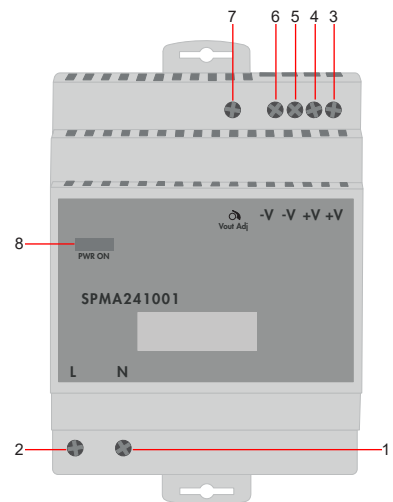 7 6 5 4 3
Vout Adj -V -V +V +V
8
PWR ON
SPMA241001
L N
2 1